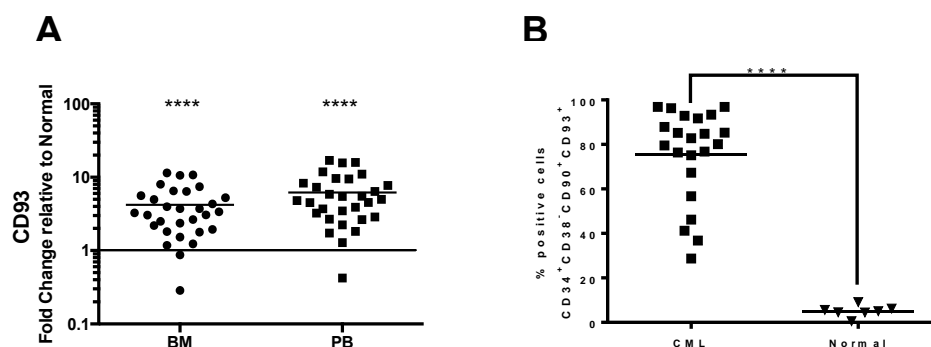 A
CD93
Fold Change relative to Normal
100
10
1
0.1
****
****
BM
PB
B
% positive cells
CD34+CD38-CD90+CD93+
100
80
60
40
20
0
****
CML
Normal